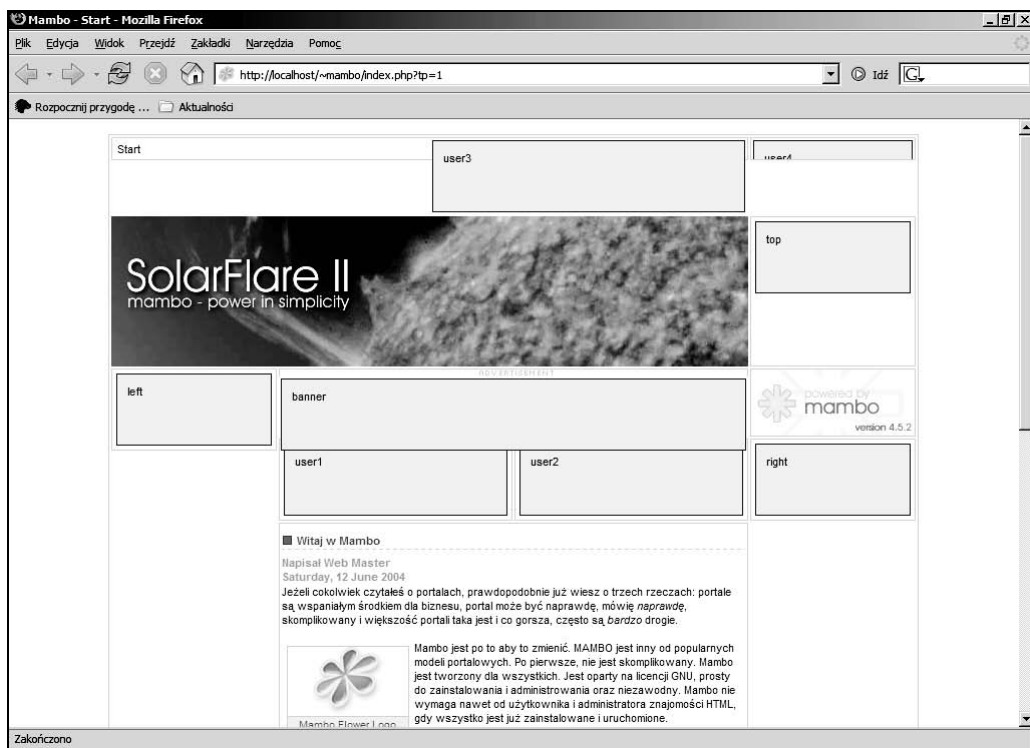 Mambo - Start - Mozilla Firefox
Plik Edycja Widok Przejdź Zakładki Narzędzia Pomoc
http://localhost/~mambo/index.php?tp=1
Idź
G
Rozpocznij przygodę ... Aktualności
Start
user3
user4
SolarFlare II
mambo - power in simplicity
top
ADVERTISEMENT
left
banner
powered by
mambo
version 4.5.2
user1
user2
right
Witaj w Mambo
Napisał Web Master
Saturday, 12 June 2004
Jeżeli cokolwiek czytałeś o portalach, prawdopodobnie już wiesz o trzech rzeczach: portale
są wspaniałym środkiem dla biznesu, portal może być naprawdę, mówię naprawdę,
skomplikowany i większość portali taka jest i co gorsza, często są bardzo drogie.
Mambo jest po to aby to zmienić. MAMBO jest inny od popularnych
modeli portalowych. Po pierwsze, nie jest skomplikowany. Mambo
jest tworzony dla wszystkich. Jest oparty na licencji GNU, prosty
do zainstalowania i administrowania oraz niezawodny. Mambo nie
wymaga nawet od użytkownika i administratora znajomości HTML,
gdy wszystko jest już zainstalowane i uruchomione.
Mambo Flower Logo
Zakończono